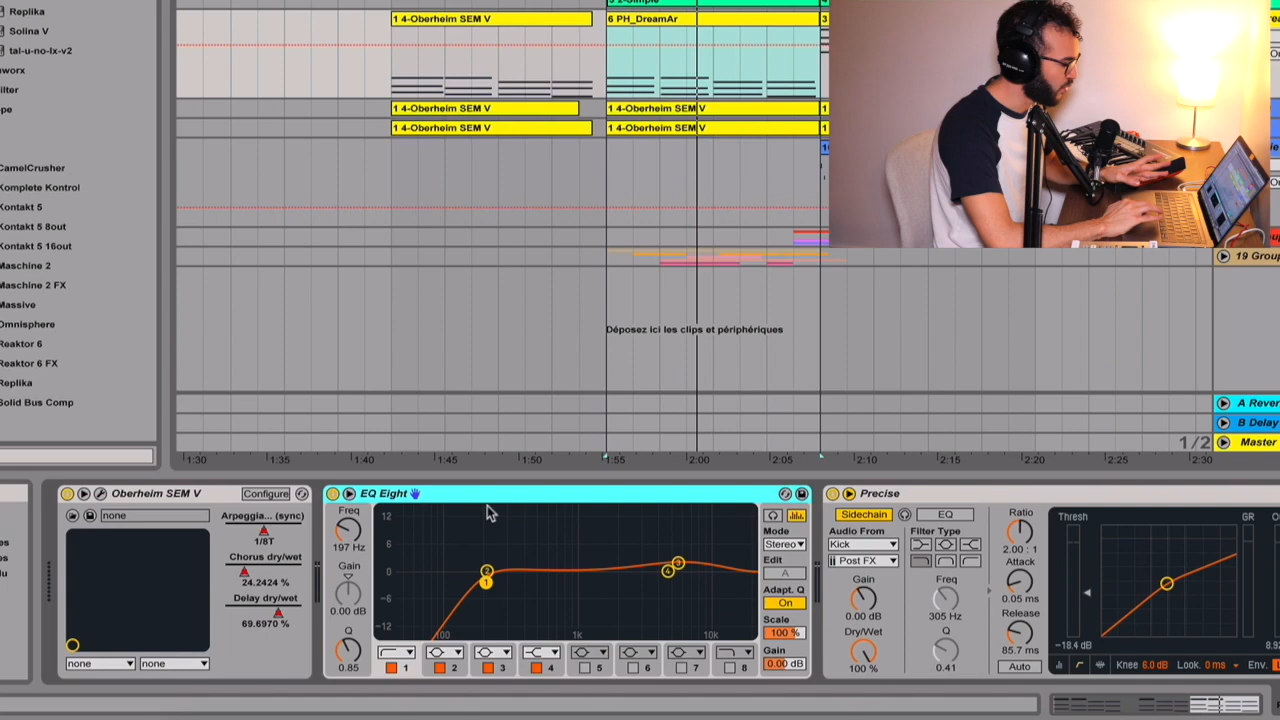 Replika
Solina V
tal-u-no-lx-v2
CamelCrusher
Komplete Kontrol
Kontakt 5
Kontakt 5 8out
Kontakt 5 16out
Maschine 2
Maschine 2 FX
Massive
Omnisphere
Reaktor 6
Reaktor 6 FX
Replika
Solid Bus Comp
1 4-Oberheim SEM V
6 PH_DreamAr
3
1 4-Oberheim SEM V
1 4-Oberheim SEM V
1
1 4-Oberheim SEM V
1 4-Oberheim SEM V
1
Déposez ici les clips et périphériques
19 Group
A Rever
B Delay
1/2
Master
1:30
1:35
1:40
1:45
1:50
1:55
2:00
2:05
2:10
2:15
2:20
2:25
2:30
Oberheim SEM V
Configure
none
Arpeggia... (sync)
1/8T
Chorus dry/wet
24.2424 %
Delay dry/wet
69.6970 %
none
none
EQ Eight
Freq
197 Hz
Gain
0.00 dB
Q
0.85
12
6
0
-6
-12
100
1k
10k
1
2
3
4
1
2
3
4
5
6
7
8
Mode
Stereo
Edit
A
Adapt. Q
On
Scale
100 %
Gain
0.00 dB
Precise
Sidechain
EQ
Audio From
Filter Type
Kick
Post FX
Gain
0.00 dB
Dry/Wet
100 %
Freq
305 Hz
Q
0.41
Ratio
2.00 : 1
Attack
0.05 ms
Release
85.7 ms
Auto
Thresh
GR
-18.4 dB
Knee 6.0 dB
Look. 0 ms
Env.